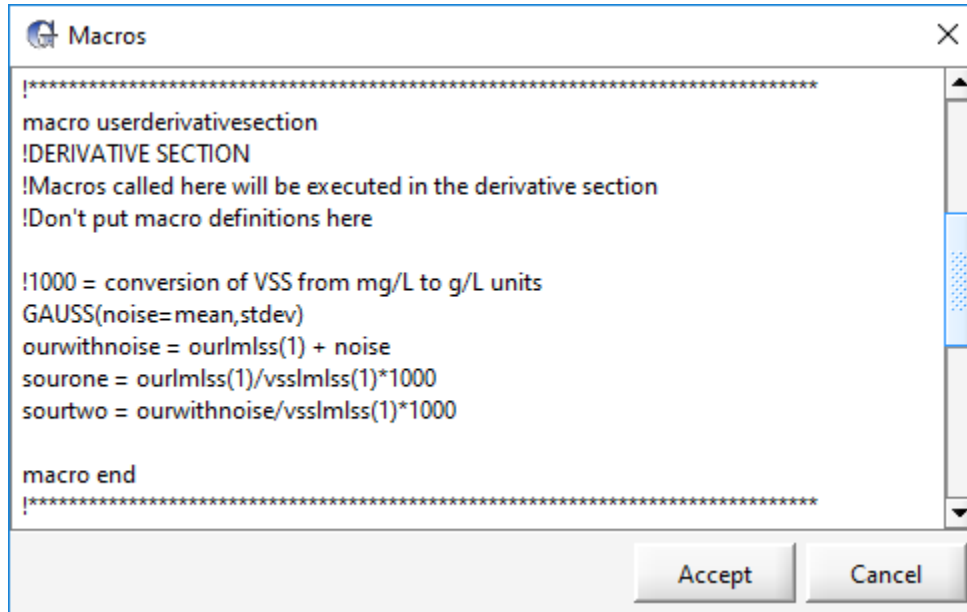 Macros
!*******************************************************************************
macro userderivativesection
!DERIVATIVE SECTION
!Macros called here will be executed in the derivative section
!Don't put macro definitions here
!1000 = conversion of VSS from mg/L to g/L units
GAUSS(noise=mean,stdev)
ourwithnoise = ourlmlss(1) + noise
sourone = ourlmlss(1)/vsslmlss(1)*1000
sourtwo = ourwithnoise/vsslmlss(1)*1000
macro end
!*******************************************************************************
Accept Cancel